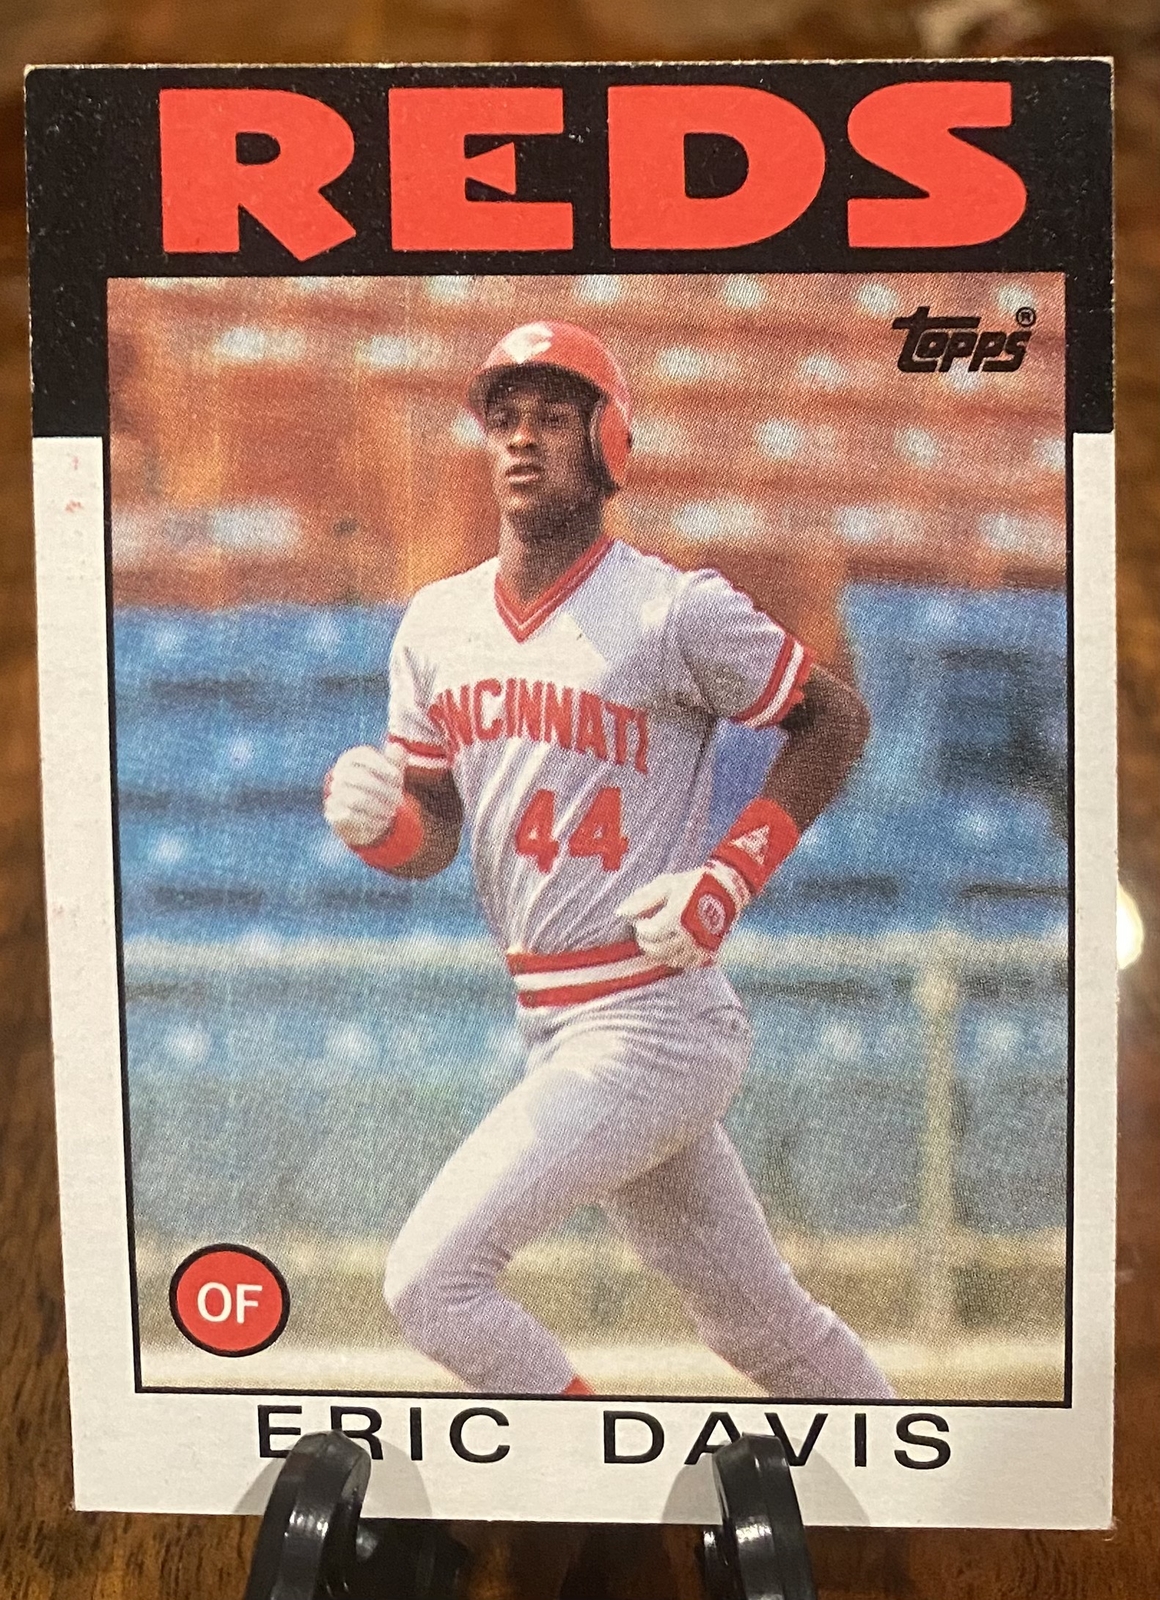 REDS
topps®
CINCINNATI
44
OF
ERIC DAVIS